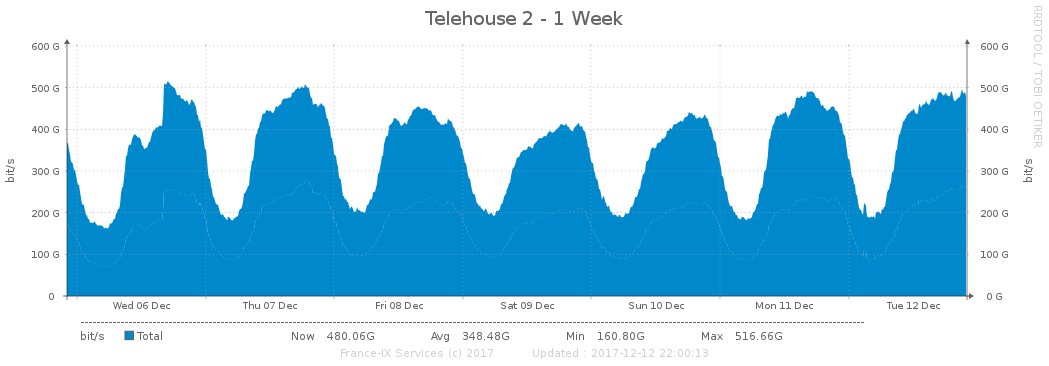 Telehouse 2 - 1 Week
RRDTOOL / TOBI OETIKER
600 G 600 G
500 G 500 G
400 G 400 G
300 G 300 G
200 G 200 G
100 G 100 G
0 0 G
bit/s bit/s
Wed 06 Dec Thu 07 Dec Fri 08 Dec Sat 09 Dec Sun 10 Dec Mon 11 Dec Tue 12 Dec
bit/s Total Now 480.06G Avg 348.48G Min 160.80G Max 516.66G
France-IX Services (c) 2017 Updated : 2017-12-12 22:00:13